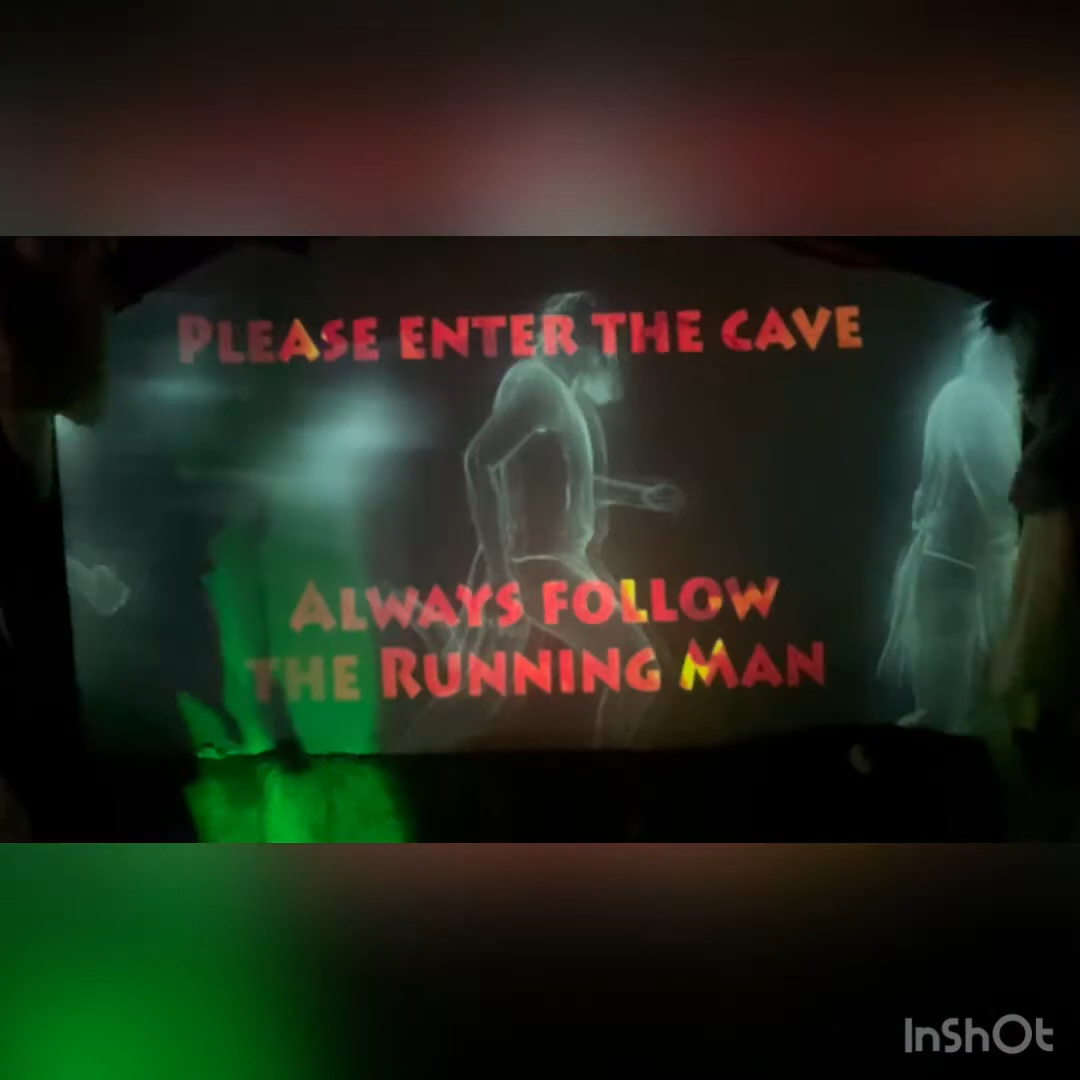 PLEASE ENTER THE CAVE
ALWAYS FOLLOW
THE RUNNING MAN
InShOt